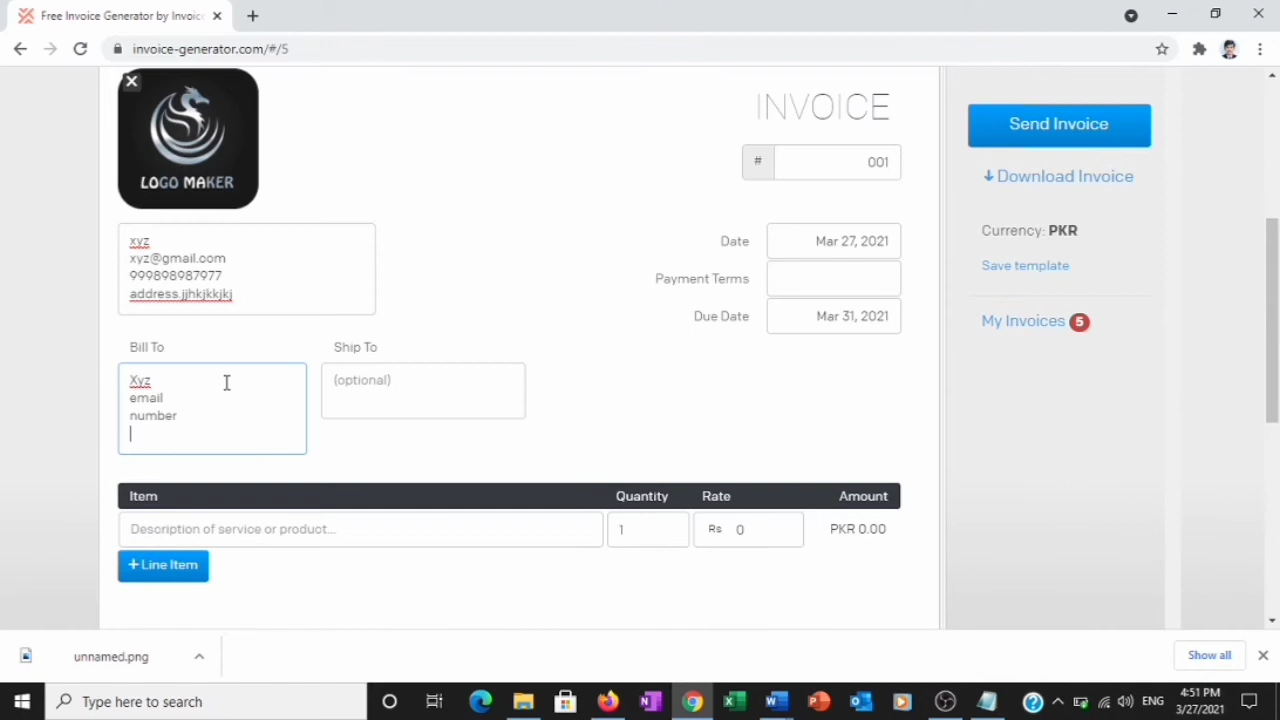 Free Invoice Generator by Invoic
invoice-generator.com/#/5
LOGO MAKER
INVOICE
# 001
Send Invoice
Download Invoice
Currency: PKR
Save template
My Invoices 5
xyz
xyz@gmail.com
999898987977
address.jjhkjkkjkj
Date Mar 27, 2021
Payment Terms
Due Date Mar 31, 2021
Bill To
Ship To
Xyz
email
number
(optional)
Item Quantity Rate Amount
Description of service or product... 1 Rs 0 PKR 0.00
+ Line Item
unnamed.png
Show all
Type here to search
ENG
4:51 PM
3/27/2021